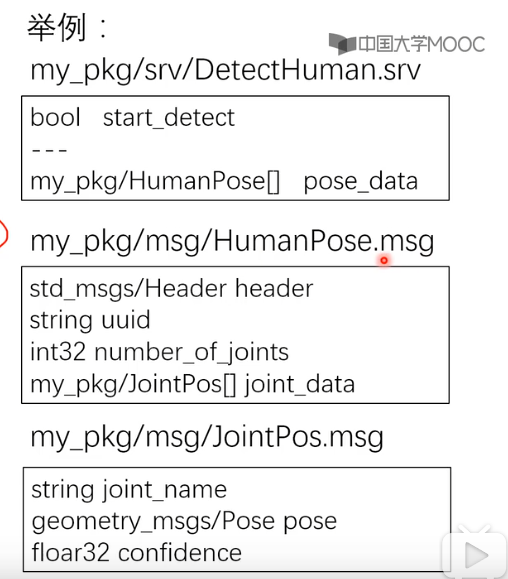 举例：
中国大学MOOC
my_pkg/srv/DetectHuman.srv
bool start_detect
---
my_pkg/HumanPose[] pose_data
my_pkg/msg/HumanPose.msg
std_msgs/Header header
string uuid
int32 number_of_joints
my_pkg/JointPos[] joint_data
my_pkg/msg/JointPos.msg
string joint_name
geometry_msgs/Pose pose
floar32 confidence